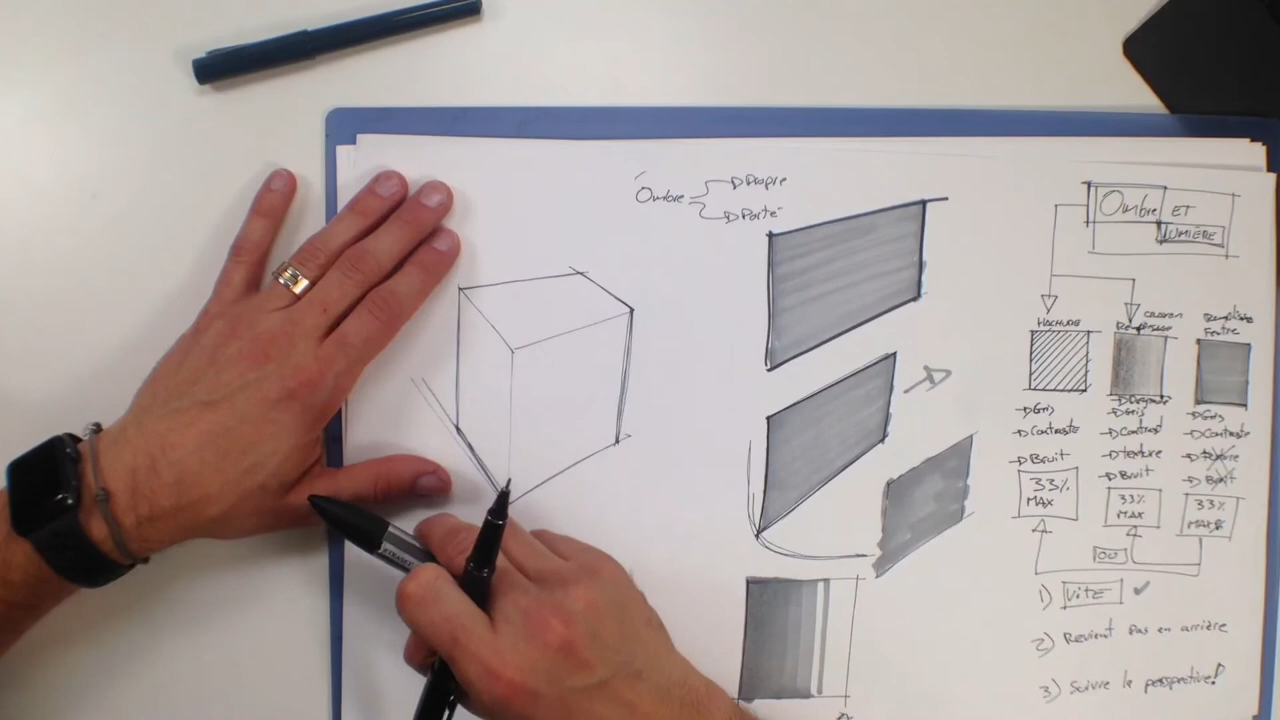 Ombre
Propre
Porté
Ombre ET
LUMIÈRE
HACHURE
CRAYON
Remplissage
Feutre
Gris
Contraste
Bruit
33%
MAX
Dégradé
Gris
Contrast
texture
Bruit
33%
MAX
Gris
Contraste
texture
Bruit
33%
MAX
OU
1) VITE
2) Revient pas en arrière
3) Suivre le perspective!